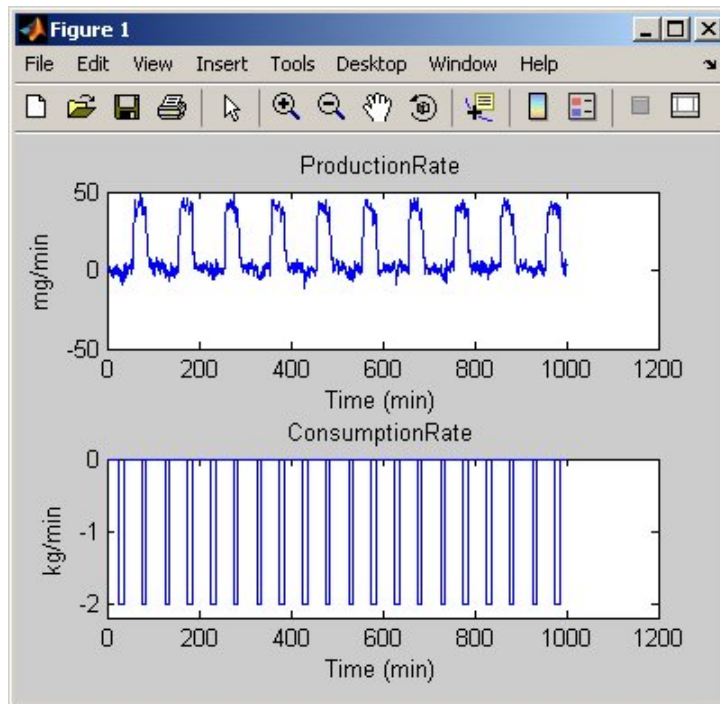 Figure 1
File Edit View Insert Tools Desktop Window Help
ProductionRate
50
0
-50
mg/min
0 200 400 600 800 1000 1200
Time (min)
ConsumptionRate
0
-1
-2
kg/min
0 200 400 600 800 1000 1200
Time (min)